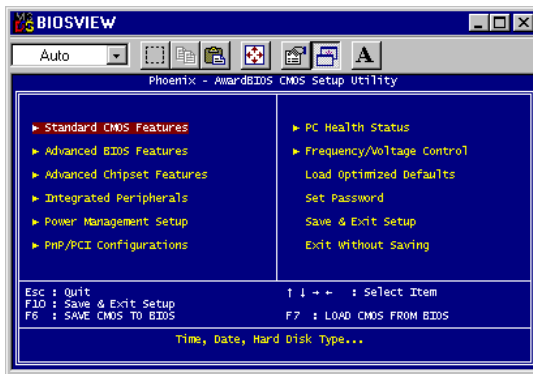 BIOSVIEW
Auto
A
Phoenix - AwardBIOS CMOS Setup Utility
► Standard CMOS Features
► Advanced BIOS Features
► Advanced Chipset Features
► Integrated Peripherals
► Power Management Setup
► PnP/PCI Configurations
► PC Health Status
► Frequency/Voltage Control
Load Optimized Defaults
Set Password
Save & Exit Setup
Exit Without Saving
Esc : Quit
F10 : Save & Exit Setup
F6 : SAVE CMOS TO BIOS
↑ ↓ → ← : Select Item
F7 : LOAD CMOS FROM BIOS
Time, Date, Hard Disk Type...